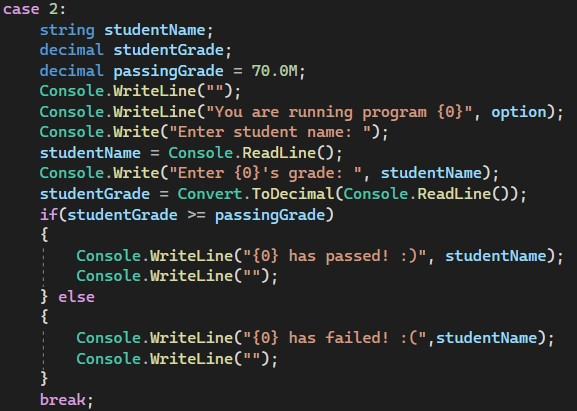 case 2:
    string studentName;
    decimal studentGrade;
    decimal passingGrade = 70.0M;
    Console.WriteLine("");
    Console.WriteLine("You are running program {0}", option);
    Console.Write("Enter student name: ");
    studentName = Console.ReadLine();
    Console.Write("Enter {0}'s grade: ", studentName);
    studentGrade = Convert.ToDecimal(Console.ReadLine());
    if(studentGrade >= passingGrade)
    {
        Console.WriteLine("{0} has passed! :)", studentName);
        Console.WriteLine("");
    } else
    {
        Console.WriteLine("{0} has failed! :(",studentName);
        Console.WriteLine("");
    }
    break;